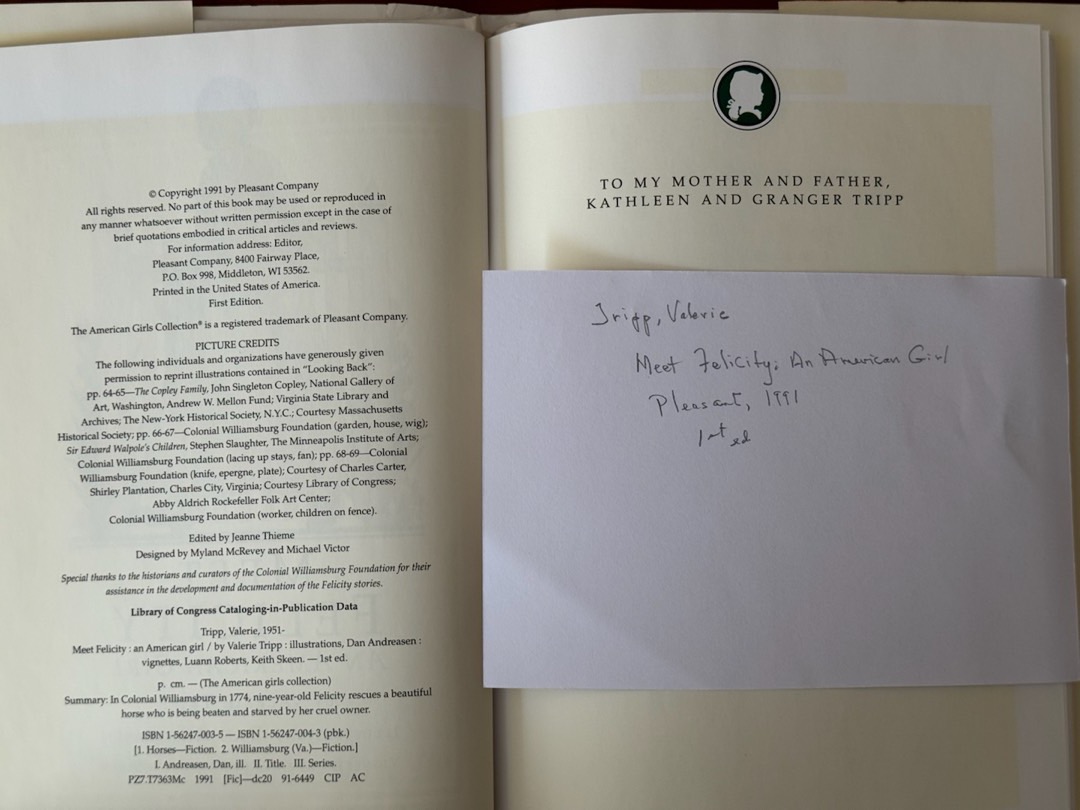 © Copyright 1991 by Pleasant Company
All rights reserved. No part of this book may be used or reproduced in
any manner whatsoever without written permission except in the case of
brief quotations embodied in critical articles and reviews.
For information address: Editor,
Pleasant Company, 8400 Fairway Place,
P.O. Box 998, Middleton, WI 53562.
Printed in the United States of America.
First Edition.
The American Girls Collection® is a registered trademark of Pleasant Company.
PICTURE CREDITS
The following individuals and organizations have generously given
permission to reprint illustrations contained in “Looking Back”:
pp. 64-65—The Copley Family, John Singleton Copley, National Gallery of
Art, Washington, Andrew W. Mellon Fund; Virginia State Library and
Archives; The New-York Historical Society, N.Y.C.; Courtesy Massachusetts
Historical Society; pp. 66-67—Colonial Williamsburg Foundation (garden, house, wig);
Sir Edward Walpole's Children, Stephen Slaughter, The Minneapolis Institute of Arts;
Colonial Williamsburg Foundation (lacing up stays, fan); pp. 68-69—Colonial
Williamsburg Foundation (knife, epergne, plate); Courtesy of Charles Carter,
Shirley Plantation, Charles City, Virginia; Courtesy Library of Congress;
Abby Aldrich Rockefeller Folk Art Center;
Colonial Williamsburg Foundation (worker, children on fence).
Edited by Jeanne Thieme
Designed by Myland McRevey and Michael Victor
Special thanks to the historians and curators of the Colonial Williamsburg Foundation for their
assistance in the development and documentation of the Felicity stories.
Library of Congress Cataloging-in-Publication Data
Tripp, Valerie, 1951-
Meet Felicity : an American girl / by Valerie Tripp : illustrations, Dan Andreasen :
vignettes, Luann Roberts, Keith Skeen. — 1st ed.
p. cm. — (The American girls collection)
Summary: In Colonial Williamsburg in 1774, nine-year-old Felicity rescues a beautiful
horse who is being beaten and starved by her cruel owner.
ISBN 1-56247-003-5 — ISBN 1-56247-004-3 (pbk.)
[1. Horses—Fiction. 2. Williamsburg (Va.)—Fiction.]
I. Andreasen, Dan, ill. II. Title. III. Series.
PZ7.T7363Mc 1991 [Fic]—dc20 91-6449 CIP AC
TO MY MOTHER AND FATHER,
KATHLEEN AND GRANGER TRIPP
Tripp, Valerie
Meet Felicity: An American Girl
Pleasant, 1991
1st ed